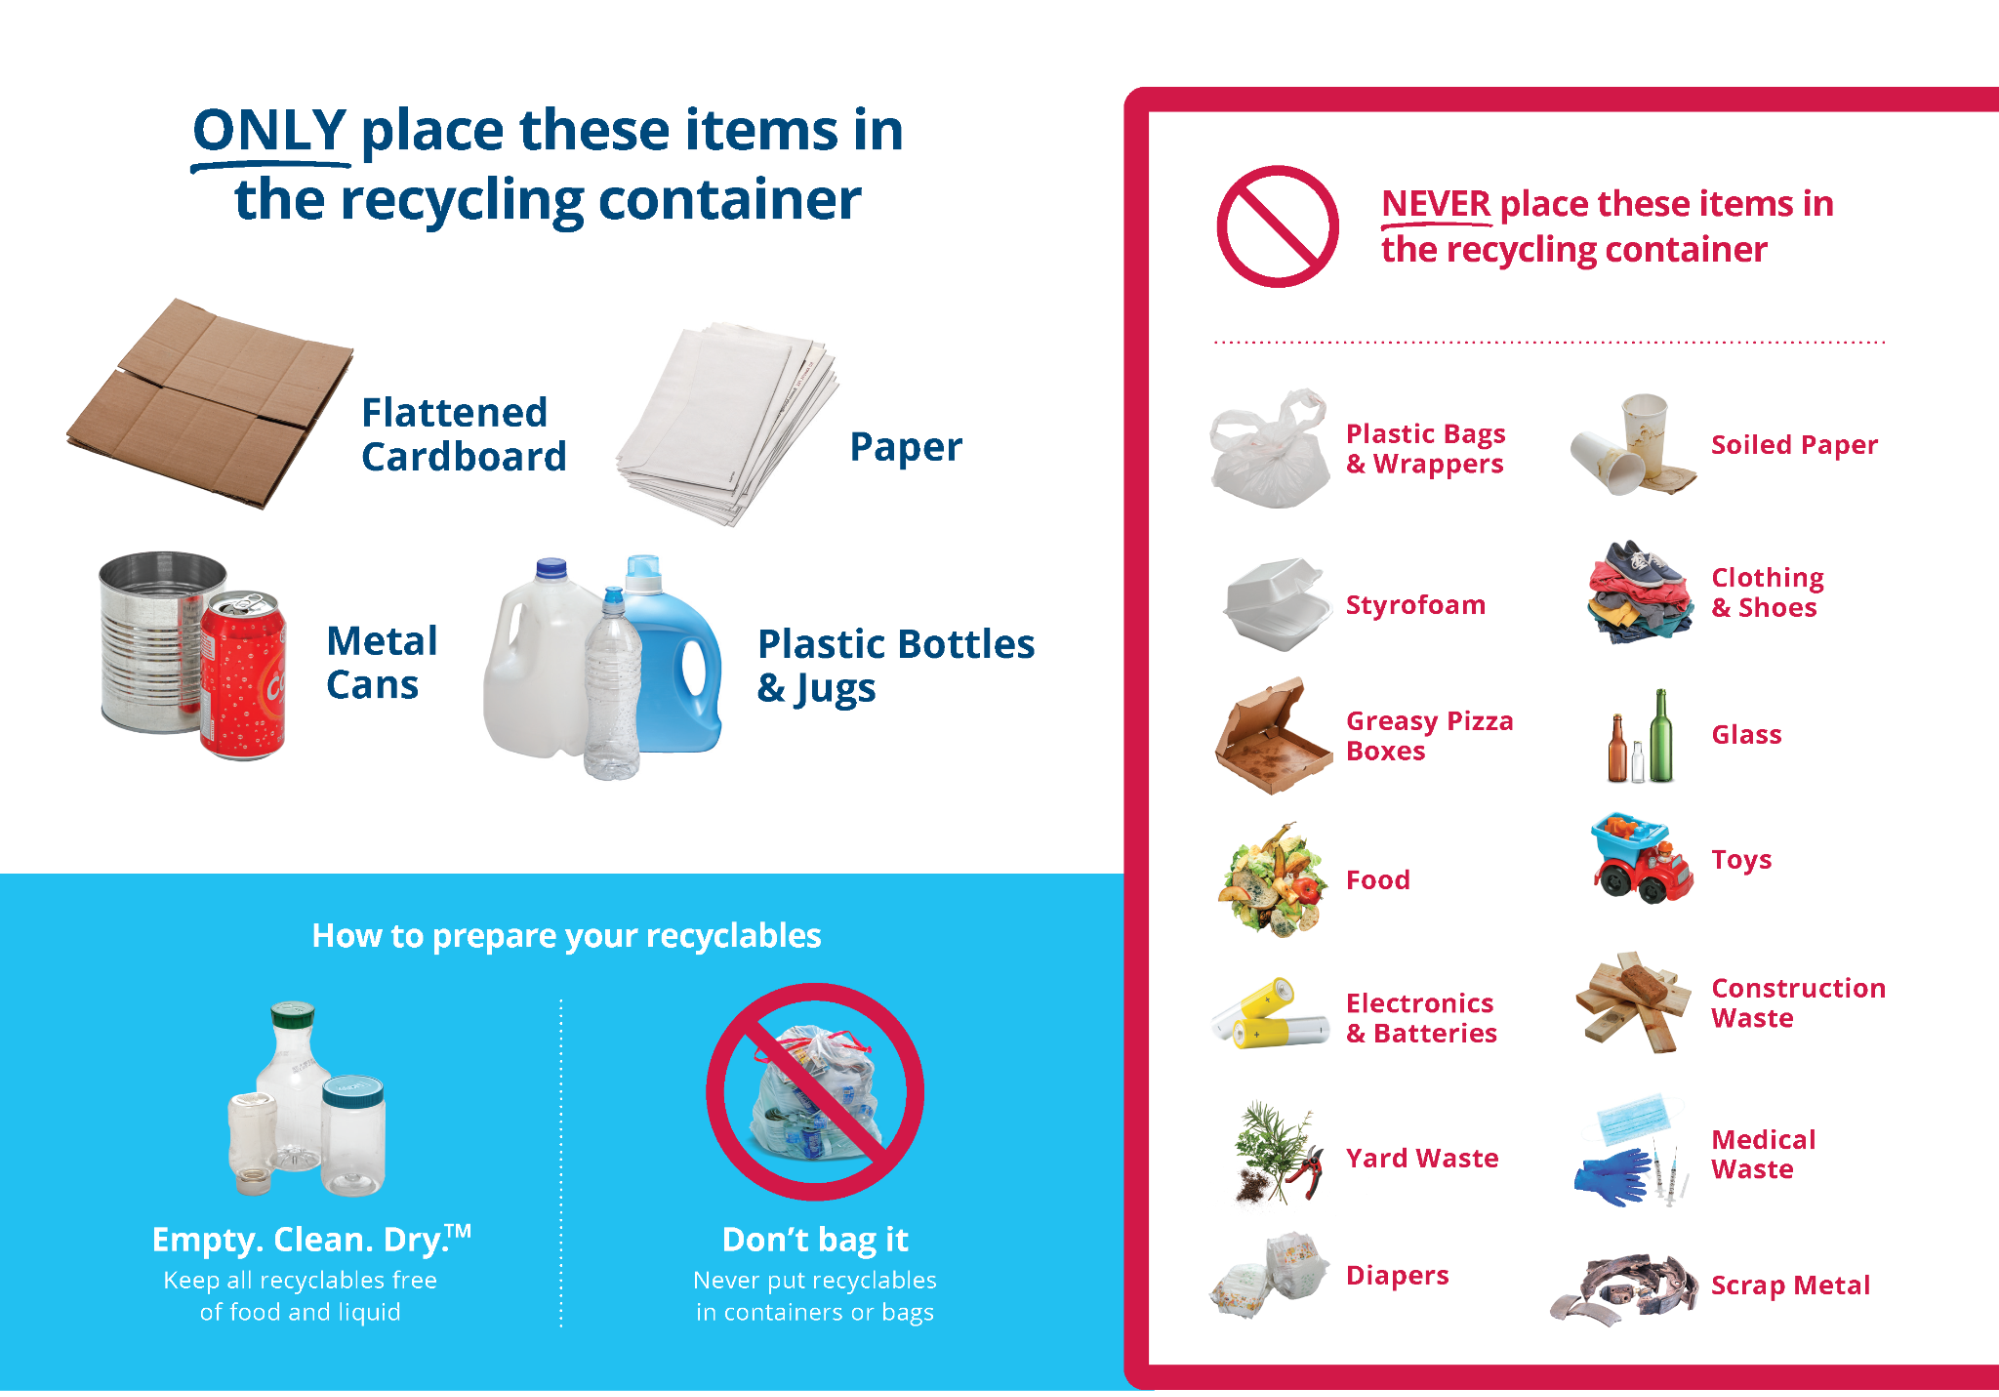 ONLY place these items in
the recycling container
Flattened
Cardboard
Paper
Metal
Cans
Plastic Bottles
& Jugs
How to prepare your recyclables
Empty. Clean. Dry.™
Keep all recyclables free
of food and liquid
Don’t bag it
Never put recyclables
in containers or bags
NEVER place these items in
the recycling container
Plastic Bags
& Wrappers
Soiled Paper
Styrofoam
Clothing
& Shoes
Greasy Pizza
Boxes
Glass
Food
Toys
Electronics
& Batteries
Construction
Waste
Yard Waste
Medical
Waste
Diapers
Scrap Metal